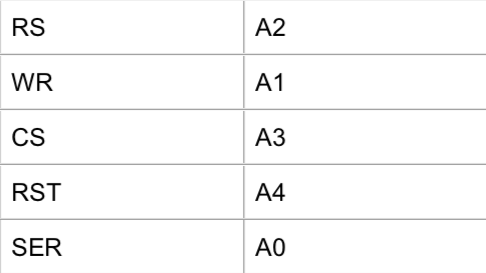 RS A2
WR A1
CS A3
RST A4
SER A0